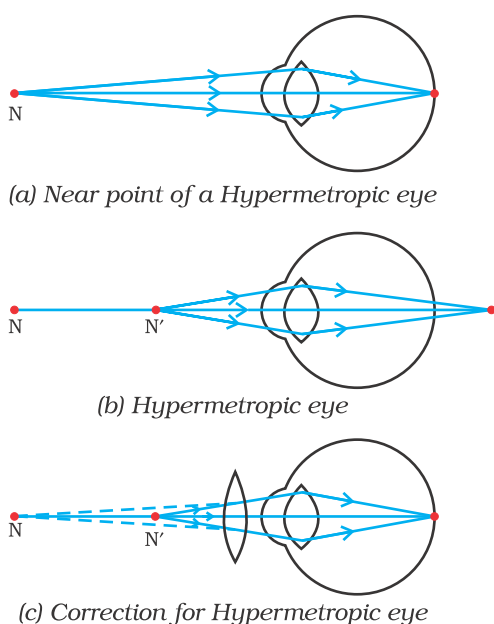 N
(a) Near point of a Hypermetropic eye
N N′
(b) Hypermetropic eye
N N′
(c) Correction for Hypermetropic eye